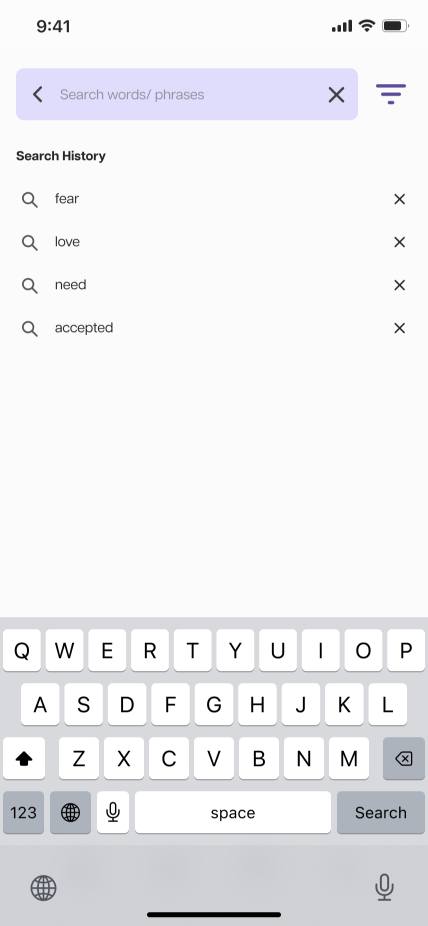 9:41
Search words/ phrases
Search History
fear
love
need
accepted
Q W E R T Y U I O P
A S D F G H J K L
Z X C V B N M
123 space Search